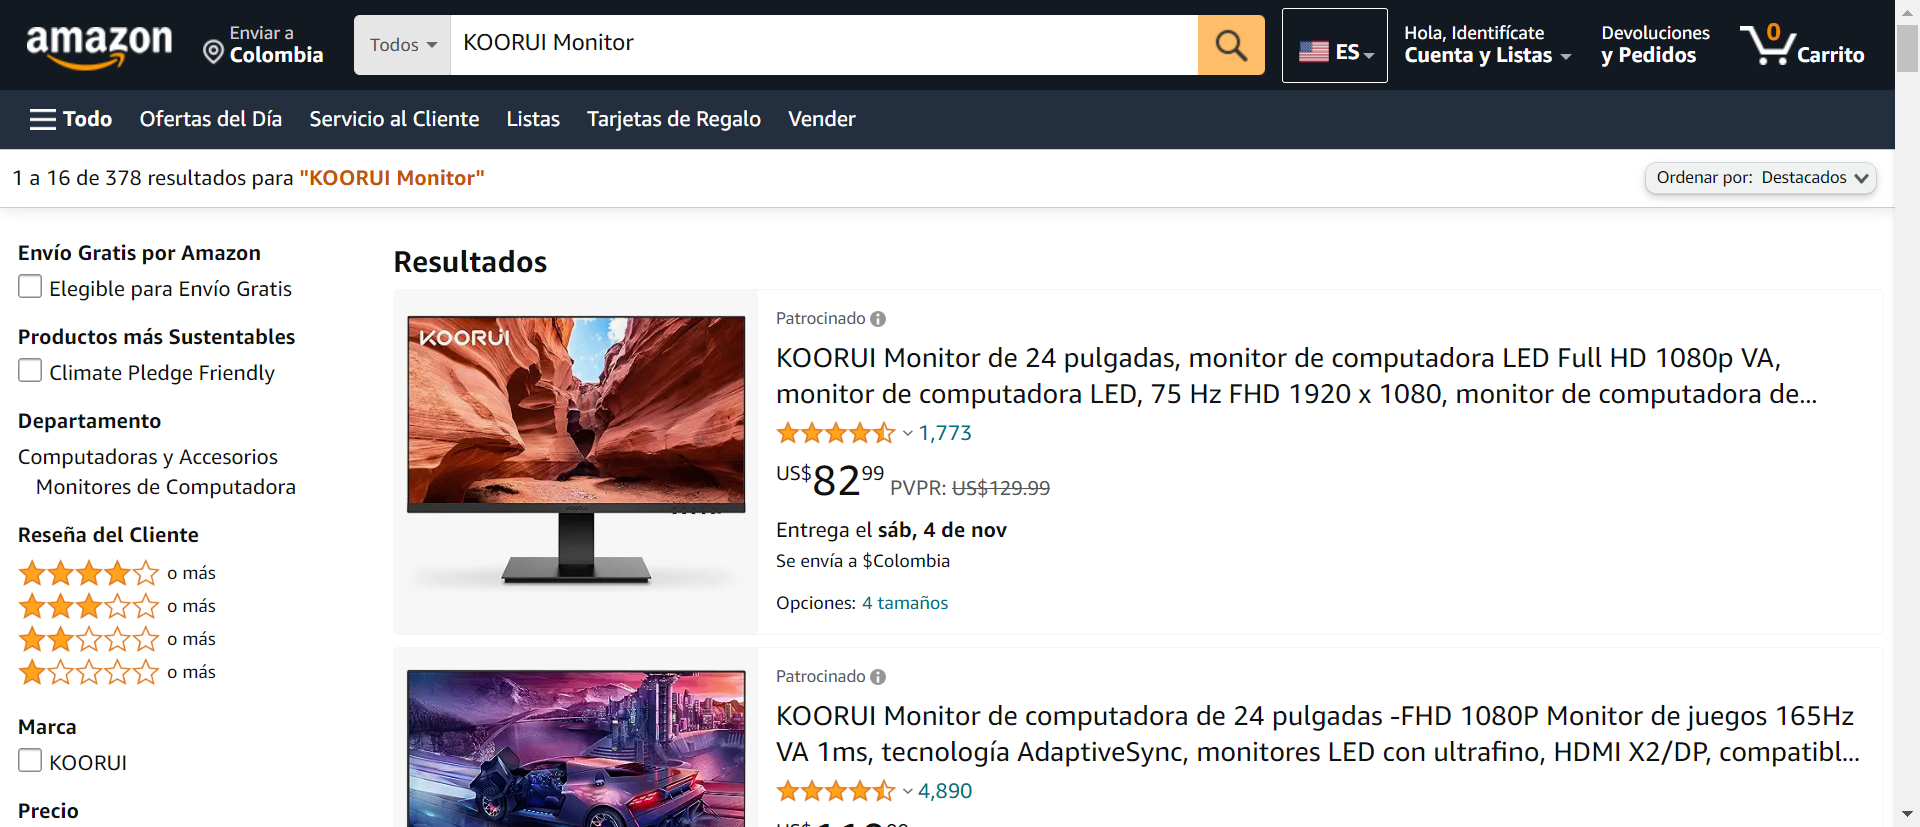 amazon
Enviar a
Colombia
Todos
KOORUI Monitor
ES
Hola, Identifícate
Cuenta y Listas
Devoluciones
y Pedidos
0
Carrito
Todo
Ofertas del Día
Servicio al Cliente
Listas
Tarjetas de Regalo
Vender
1 a 16 de 378 resultados para "KOORUI Monitor"
Ordenar por: Destacados
Envío Gratis por Amazon
Elegible para Envío Gratis
Productos más Sustentables
Climate Pledge Friendly
Departamento
Computadoras y Accesorios
Monitores de Computadora
Reseña del Cliente
o más
o más
o más
o más
Marca
KOORUI
Precio
Resultados
KOORUI
Patrocinado
KOORUI Monitor de 24 pulgadas, monitor de computadora LED Full HD 1080p VA,
monitor de computadora LED, 75 Hz FHD 1920 x 1080, monitor de computadora de...
1,773
US$8299 PVPR: US$129.99
Entrega el sáb, 4 de nov
Se envía a $Colombia
Opciones: 4 tamaños
Patrocinado
KOORUI Monitor de computadora de 24 pulgadas -FHD 1080P Monitor de juegos 165Hz
VA 1ms, tecnología AdaptiveSync, monitores LED con ultrafino, HDMI X2/DP, compatibl...
4,890